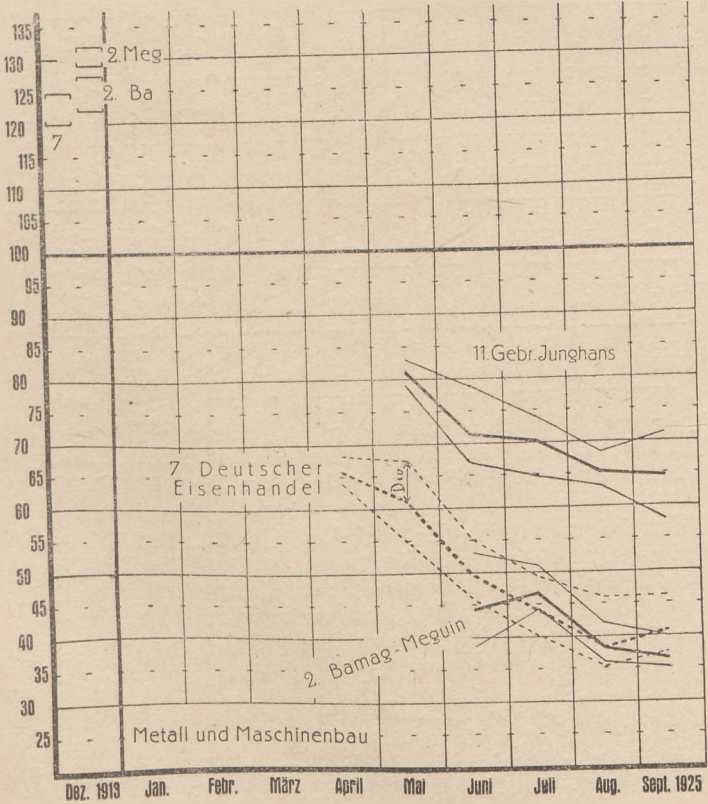 135
130
125
120
115
110
105
100
95
90
85
80
75
70
65
60
55
50
45
40
35
30
25
2. Meg
2. Ba
7
11. Gebr. Junghans
7 Deutscher
Eisenhandel
Div.
2. Bamag-Meguin
Metall und Maschinenbau
Dez. 1913 Jan. Febr. März April Mai Juni Juli Aug. Sept. 1925